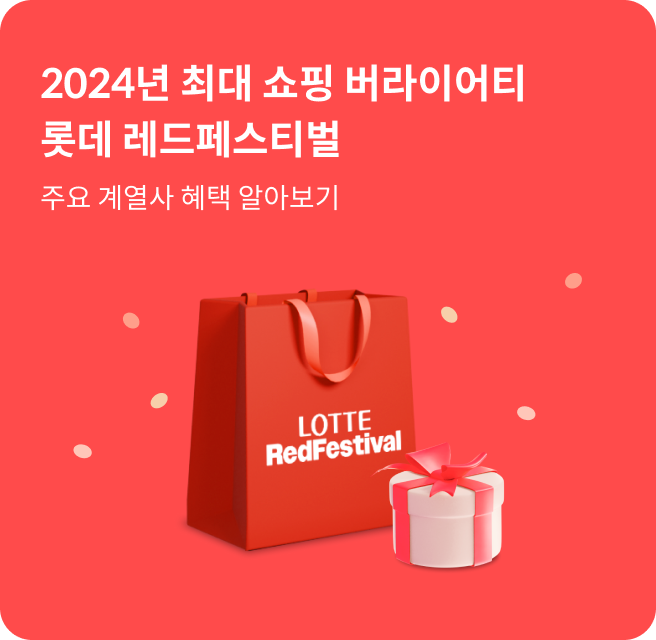 2024년 최대 쇼핑 버라이어티
롯데 레드페스티벌
주요 계열사 혜택 알아보기
LOTTE
RedFestival